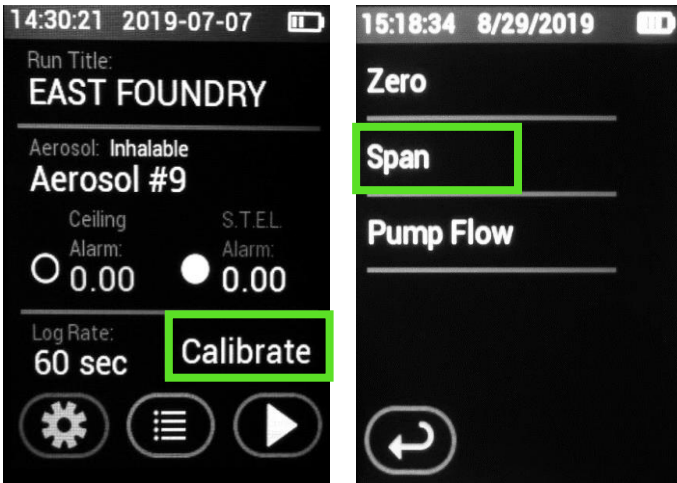 14:30:21 2019-07-07
Run Title:
EAST FOUNDRY
Aerosol: Inhalable
Aerosol #9
Ceiling S.T.E.L.
Alarm: Alarm:
0.00 0.00
Log Rate:
60 sec Calibrate
15:18:34 8/29/2019
Zero
Span
Pump Flow